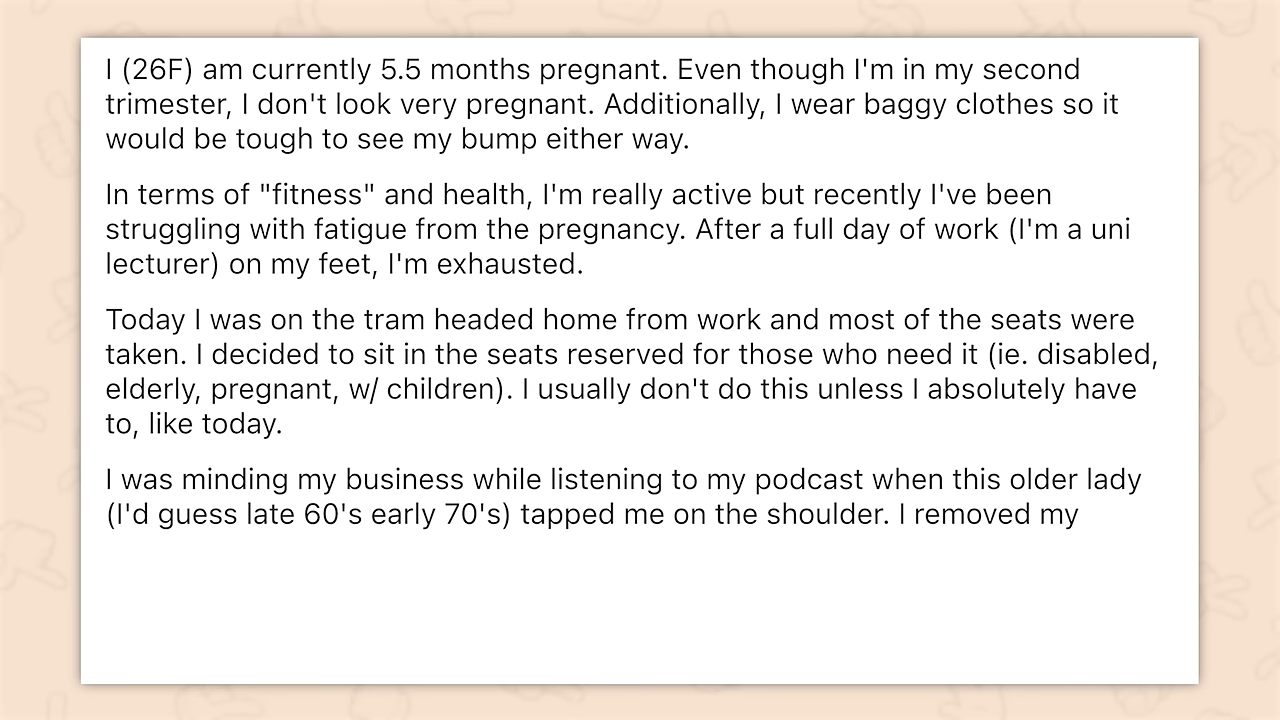 I (26F) am currently 5.5 months pregnant. Even though I'm in my second
trimester, I don't look very pregnant. Additionally, I wear baggy clothes so it
would be tough to see my bump either way.
In terms of "fitness" and health, I'm really active but recently I've been
struggling with fatigue from the pregnancy. After a full day of work (I'm a uni
lecturer) on my feet, I'm exhausted.
Today I was on the tram headed home from work and most of the seats were
taken. I decided to sit in the seats reserved for those who need it (ie. disabled,
elderly, pregnant, w/ children). I usually don't do this unless I absolutely have
to, like today.
I was minding my business while listening to my podcast when this older lady
(I'd guess late 60's early 70's) tapped me on the shoulder. I removed my